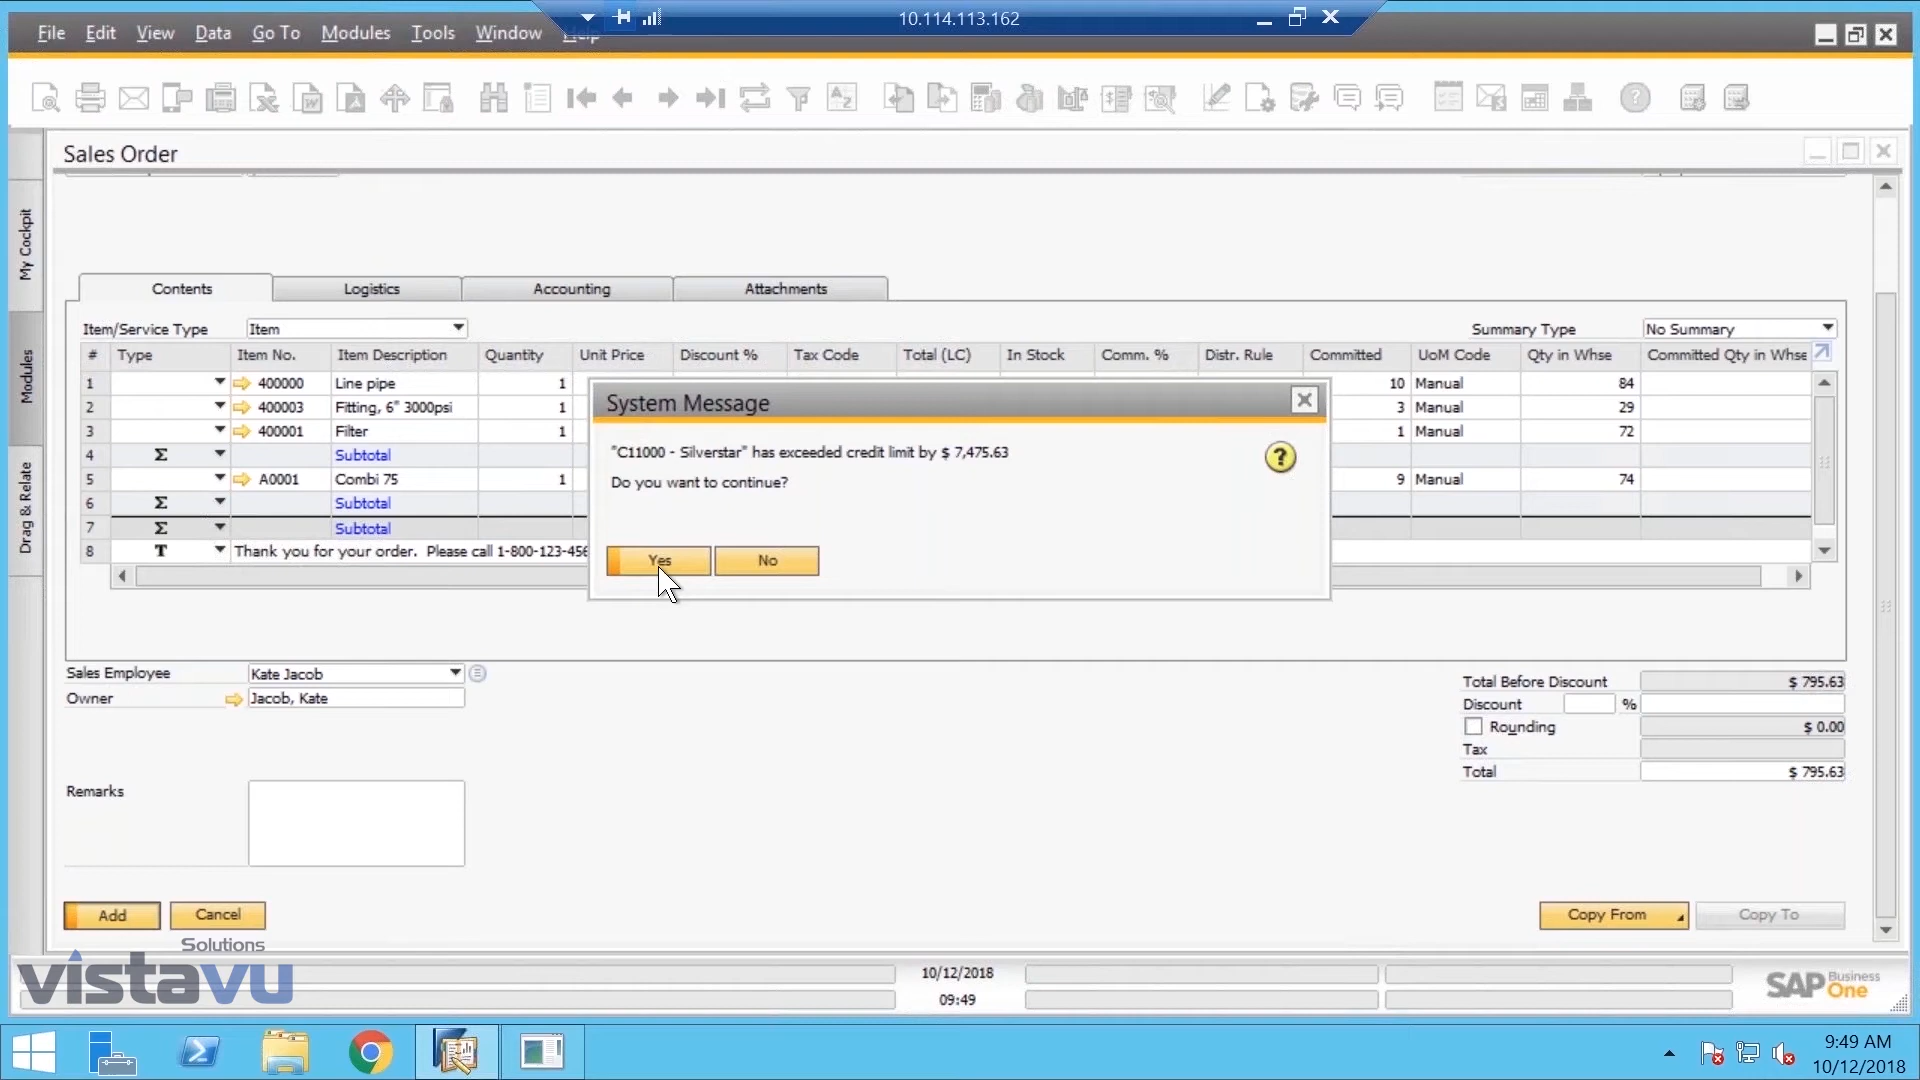 10.114.113.162
File Edit View Data Go To Modules Tools Window Help
Sales Order
My Cockpit
Modules
Drag & Relate
Contents Logistics Accounting Attachments
Item/Service Type Item Summary Type No Summary
# Type Item No. Item Description Quantity Unit Price Discount % Tax Code Total (LC) In Stock Comm. % Distr. Rule Committed UoM Code Qty in Whse Committed Qty in Whse
1 400000 Line pipe 1 10 Manual 84
2 400003 Fitting, 6" 3000psi 1 3 Manual 29
3 400001 Filter 1 1 Manual 72
4 Σ Subtotal
5 A0001 Combi 75 1 9 Manual 74
6 Σ Subtotal
7 Σ Subtotal
8 T Thank you for your order. Please call 1-800-123-456
System Message
"C11000 - Silverstar" has exceeded credit limit by $ 7,475.63
Do you want to continue?
Yes No
Sales Employee Kate Jacob
Owner Jacob, Kate
Total Before Discount $ 795.63
Discount %
Rounding $ 0.00
Tax
Total $ 795.63
Remarks
Add Cancel Copy From Copy To
Solutions
vistavu
10/12/2018
09:49
SAP Business One
9:49 AM
10/12/2018